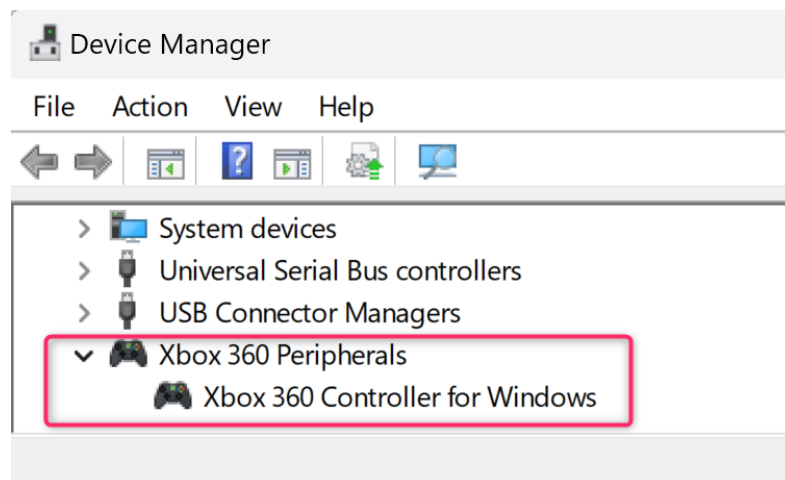 Device Manager
File Action View Help
System devices
Universal Serial Bus controllers
USB Connector Managers
Xbox 360 Peripherals
Xbox 360 Controller for Windows